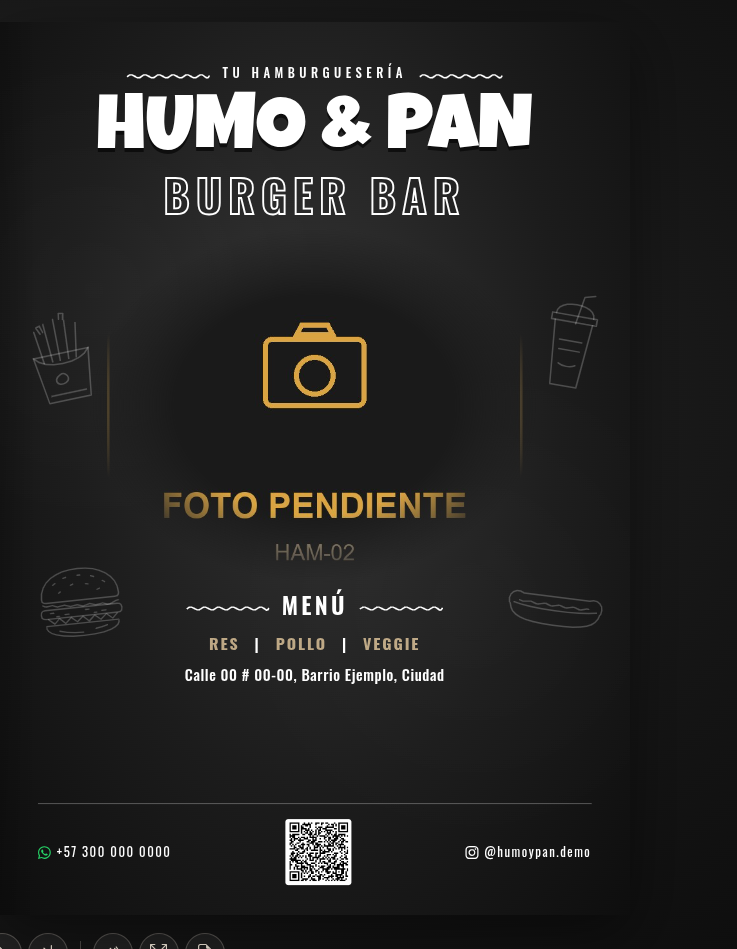 TU HAMBURGUESERÍA
HUMO & PAN
BURGER BAR
FOTO PENDIENTE
HAM-02
MENÚ
RES | POLLO | VEGGIE
Calle 00 # 00-00, Barrio Ejemplo, Ciudad
+57 300 000 0000
@humoypan.demo